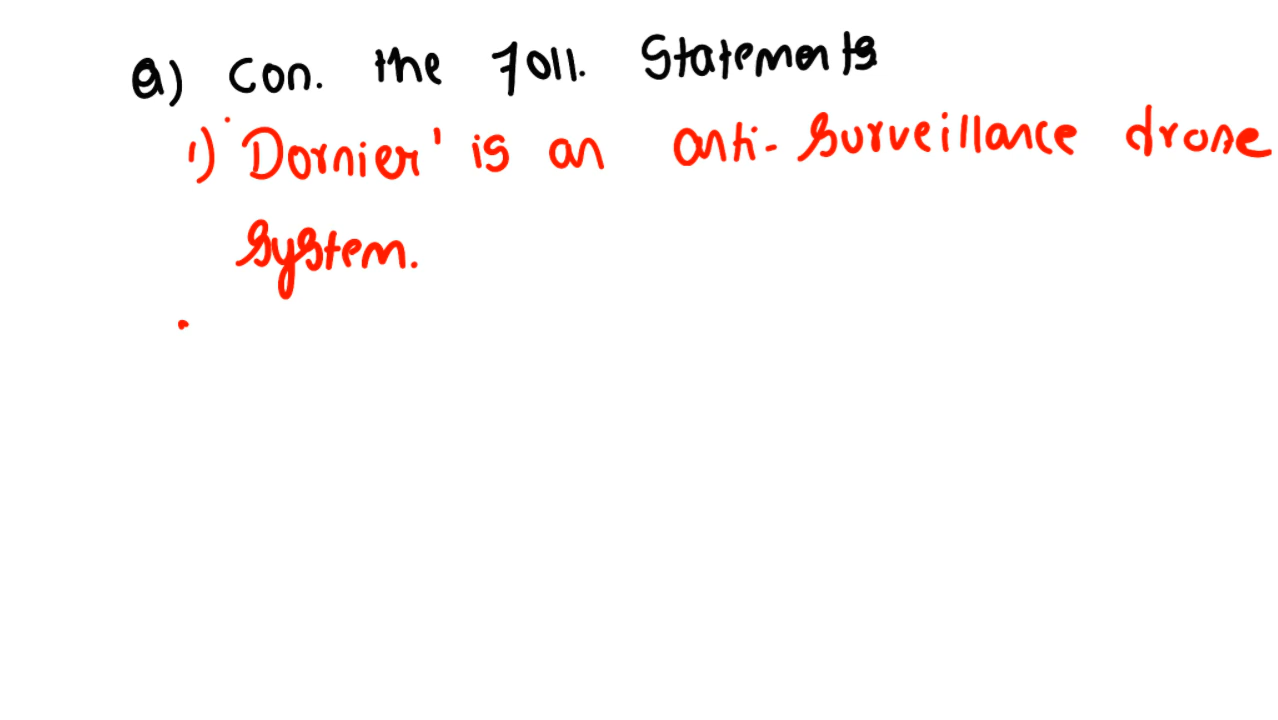 Q) Con. the foll. Statements
1) 'Dornier' is an anti-surveillance drone
system.